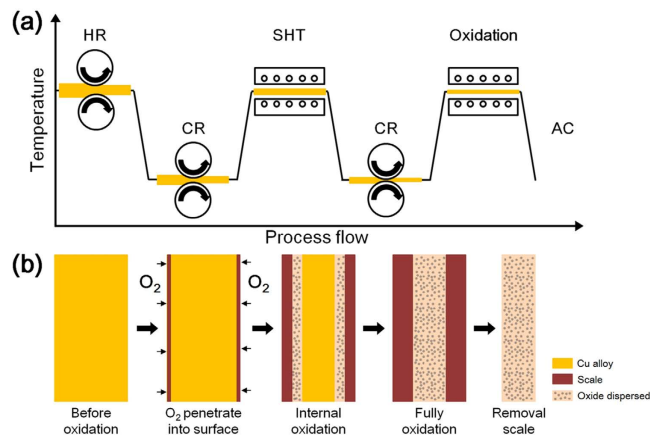 (a)
HR
SHT
Oxidation
Temperature
CR
CR
AC
Process flow
(b)
O2
O2
Before
oxidation
O2 penetrate
into surface
Internal
oxidation
Fully
oxidation
Removal
scale
Cu alloy
Scale
Oxide dispersed